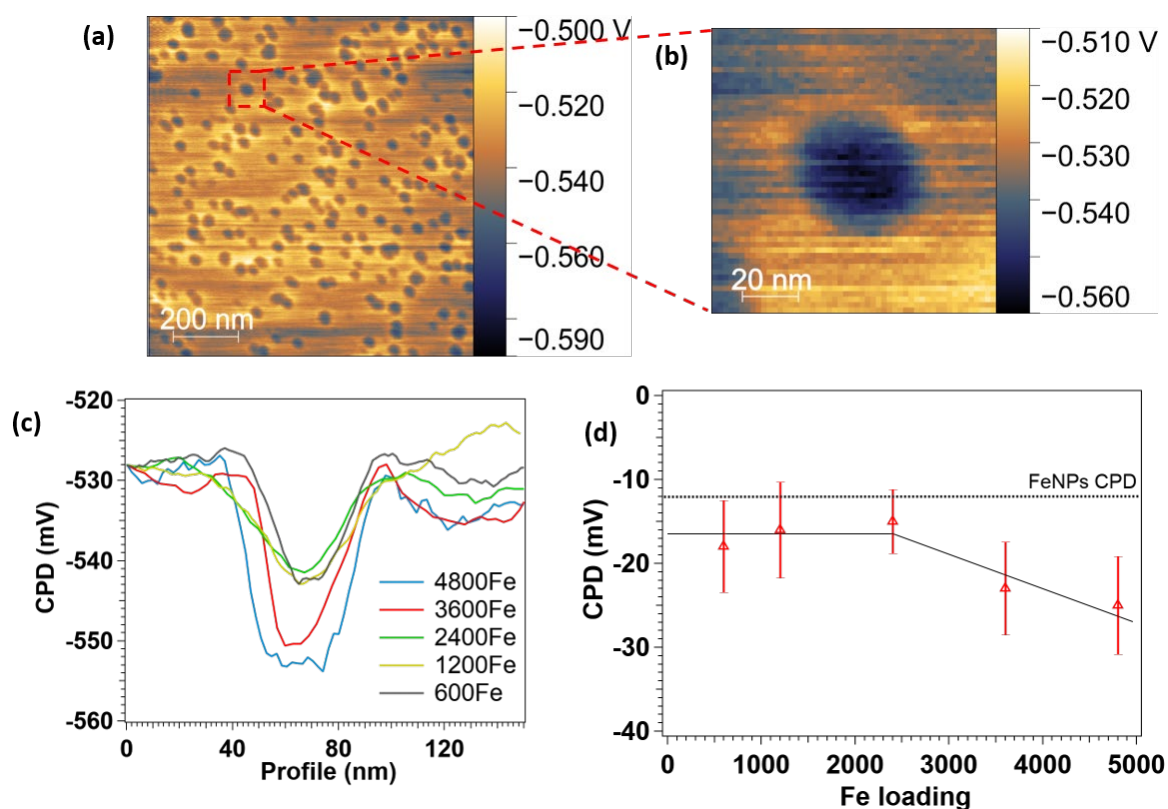 (a)
−0.500 V
−0.520
−0.540
−0.560
−0.590
200 nm
(b)
−0.510 V
−0.520
−0.530
−0.540
−0.560
20 nm
(c)
-520
-530
-540
-550
-560
CPD (mV)
0 40 80 120
Profile (nm)
4800Fe
3600Fe
2400Fe
1200Fe
600Fe
(d)
0
-10
-20
-30
-40
CPD (mV)
FeNPs CPD
0 1000 2000 3000 4000 5000
Fe loading